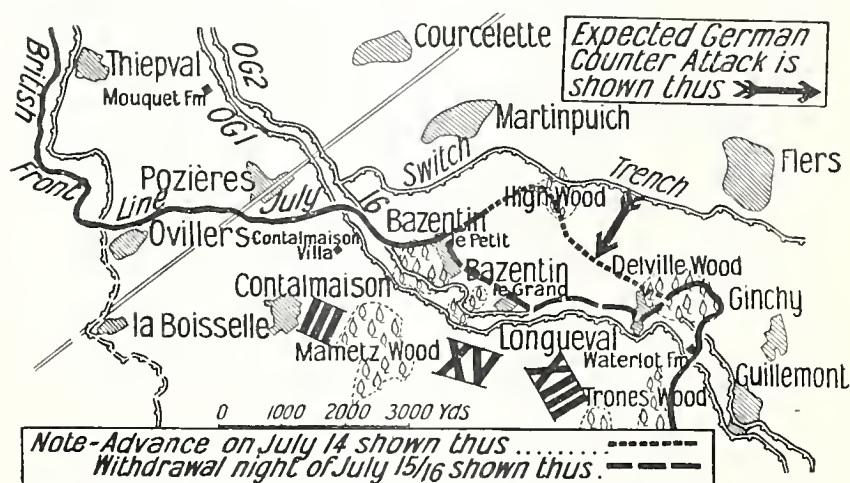 British
Front
Line
July
16
Thiepval
Mouquet Fm
OG2
OG1
Courcelette
Expected German
Counter Attack is
shown thus
Martinpuich
Flers
Switch
Trench
Pozières
High Wood
Ovillers
Contalmaison
Villa
Bazentin
le Petit
Bazentin
le Grand
Delville Wood
Ginchy
Contalmaison
III
la Boisselle
Mametz Wood
XV
Longueval
XIII
Waterlot Fm
Guillemont
Trones Wood
0 1000 2000 3000 Yds
Note-Advance on July 14 shown thus ..........
Withdrawal night of July 15/16 shown thus .